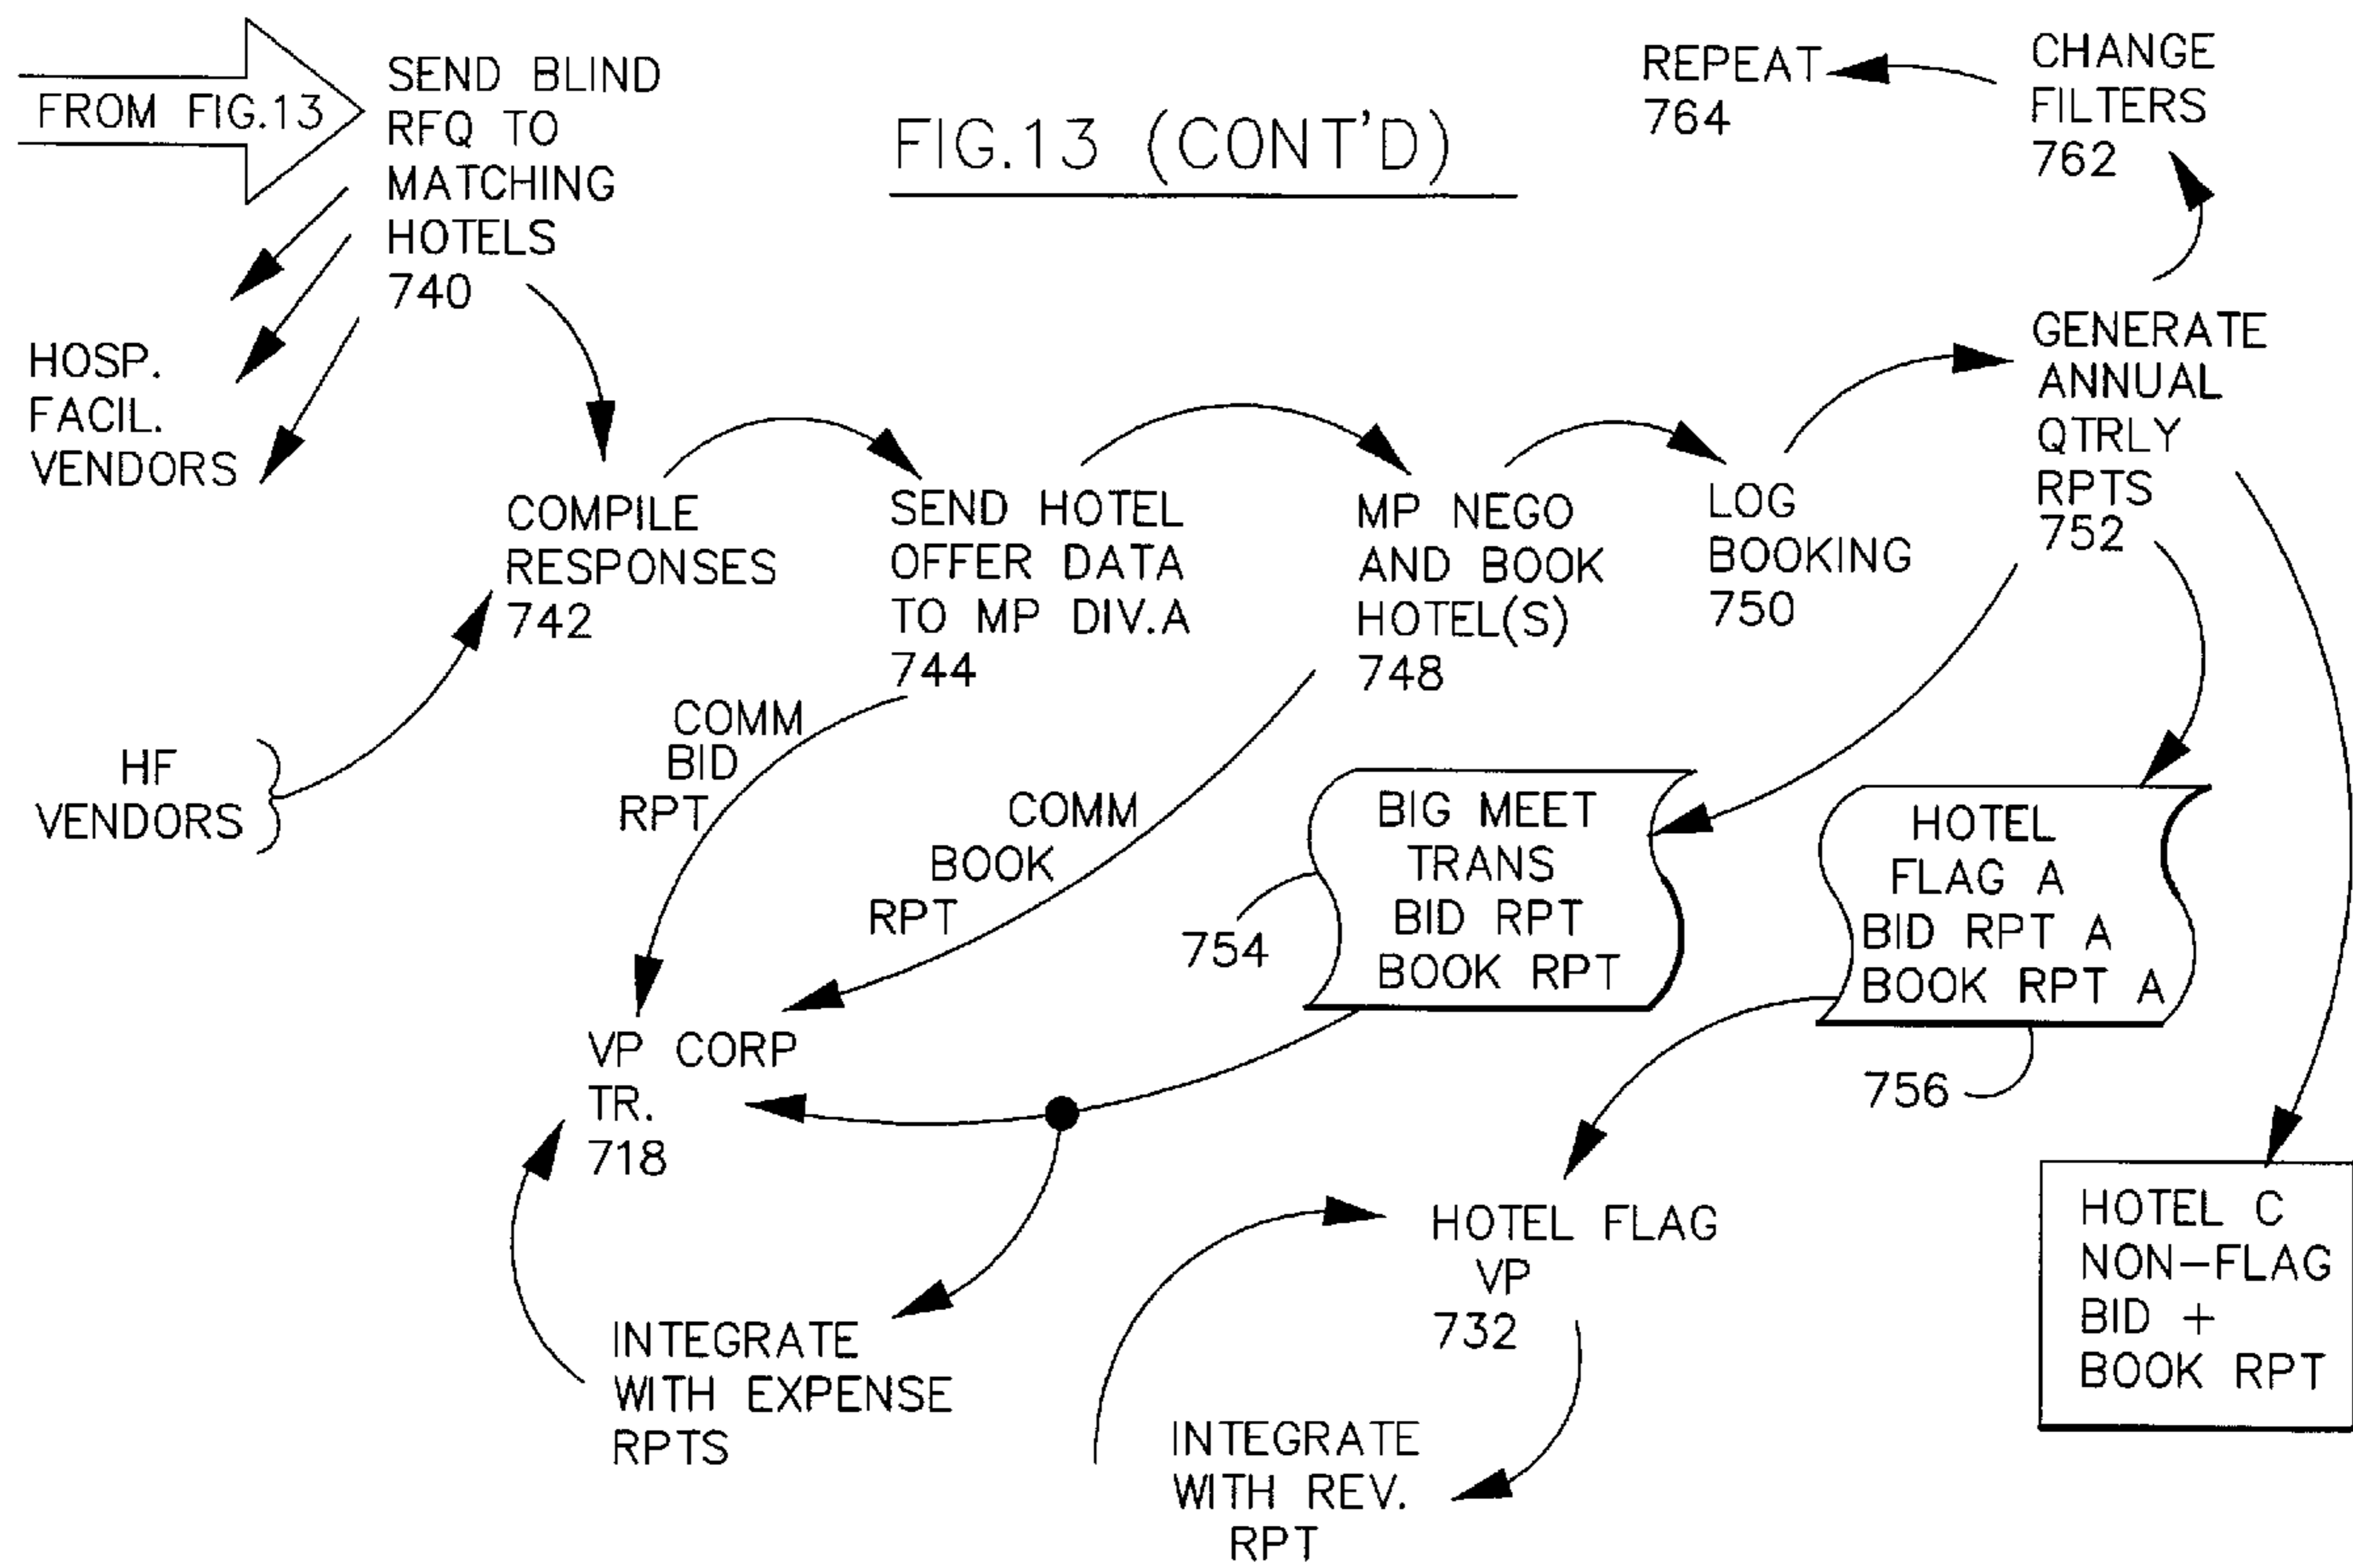 FROM FIG.13
SEND BLIND
RFQ TO
MATCHING
HOTELS
740
FIG.13 (CONT'D)
REPEAT
764
CHANGE
FILTERS
762
HOSP.
FACIL.
VENDORS
GENERATE
ANNUAL
QTRLY
RPTS
752
COMPILE
RESPONSES
742
SEND HOTEL
OFFER DATA
TO MP DIV.A
744
MP NEGO
AND BOOK
HOTEL(S)
748
LOG
BOOKING
750
HF
VENDORS
COMM
BID
RPT
COMM
BOOK
RPT
BIG MEET
TRANS
BID RPT
BOOK RPT
754
HOTEL
FLAG A
BID RPT A
BOOK RPT A
756
VP CORP
TR.
718
HOTEL FLAG
VP
732
HOTEL C
NON-FLAG
BID +
BOOK RPT
INTEGRATE
WITH EXPENSE
RPTS
INTEGRATE
WITH REV.
RPT